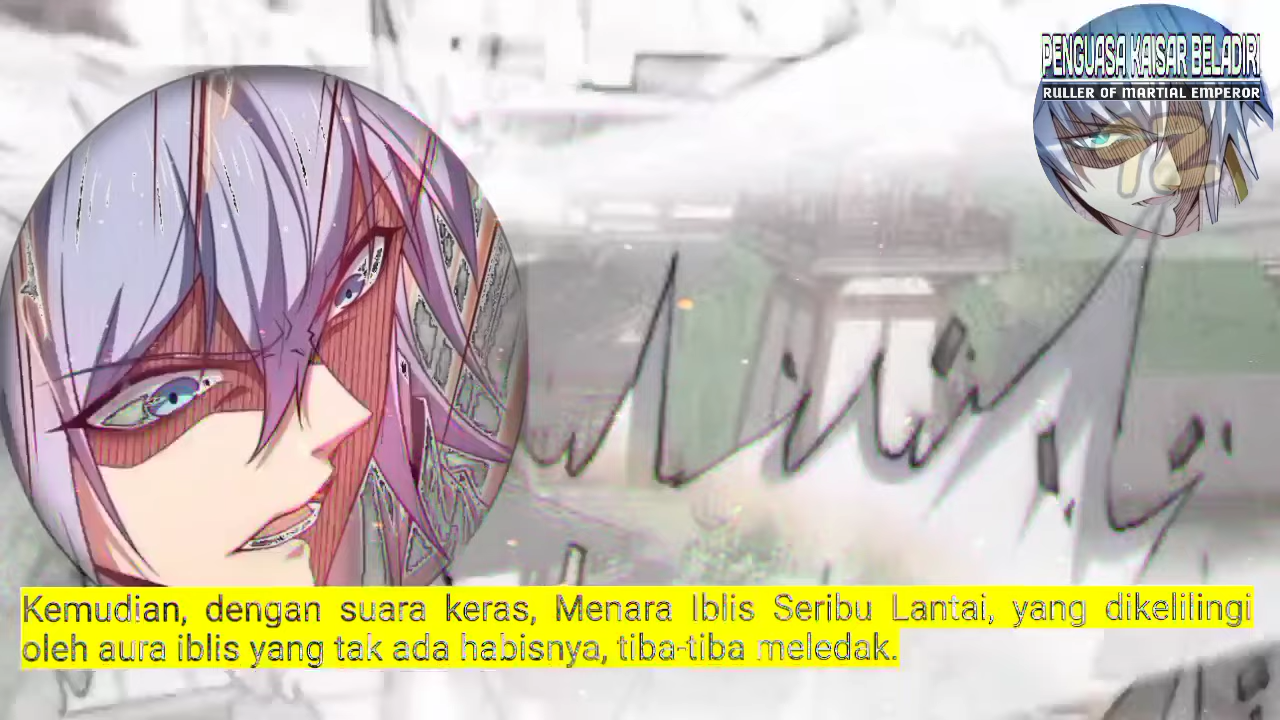 PENGUASA KAISAR BELADIRI
RULLER OF MARTIAL EMPEROR
Kemudian, dengan suara keras, Menara Iblis Seribu Lantai, yang dikelilingi
oleh aura iblis yang tak ada habisnya, tiba-tiba meledak.